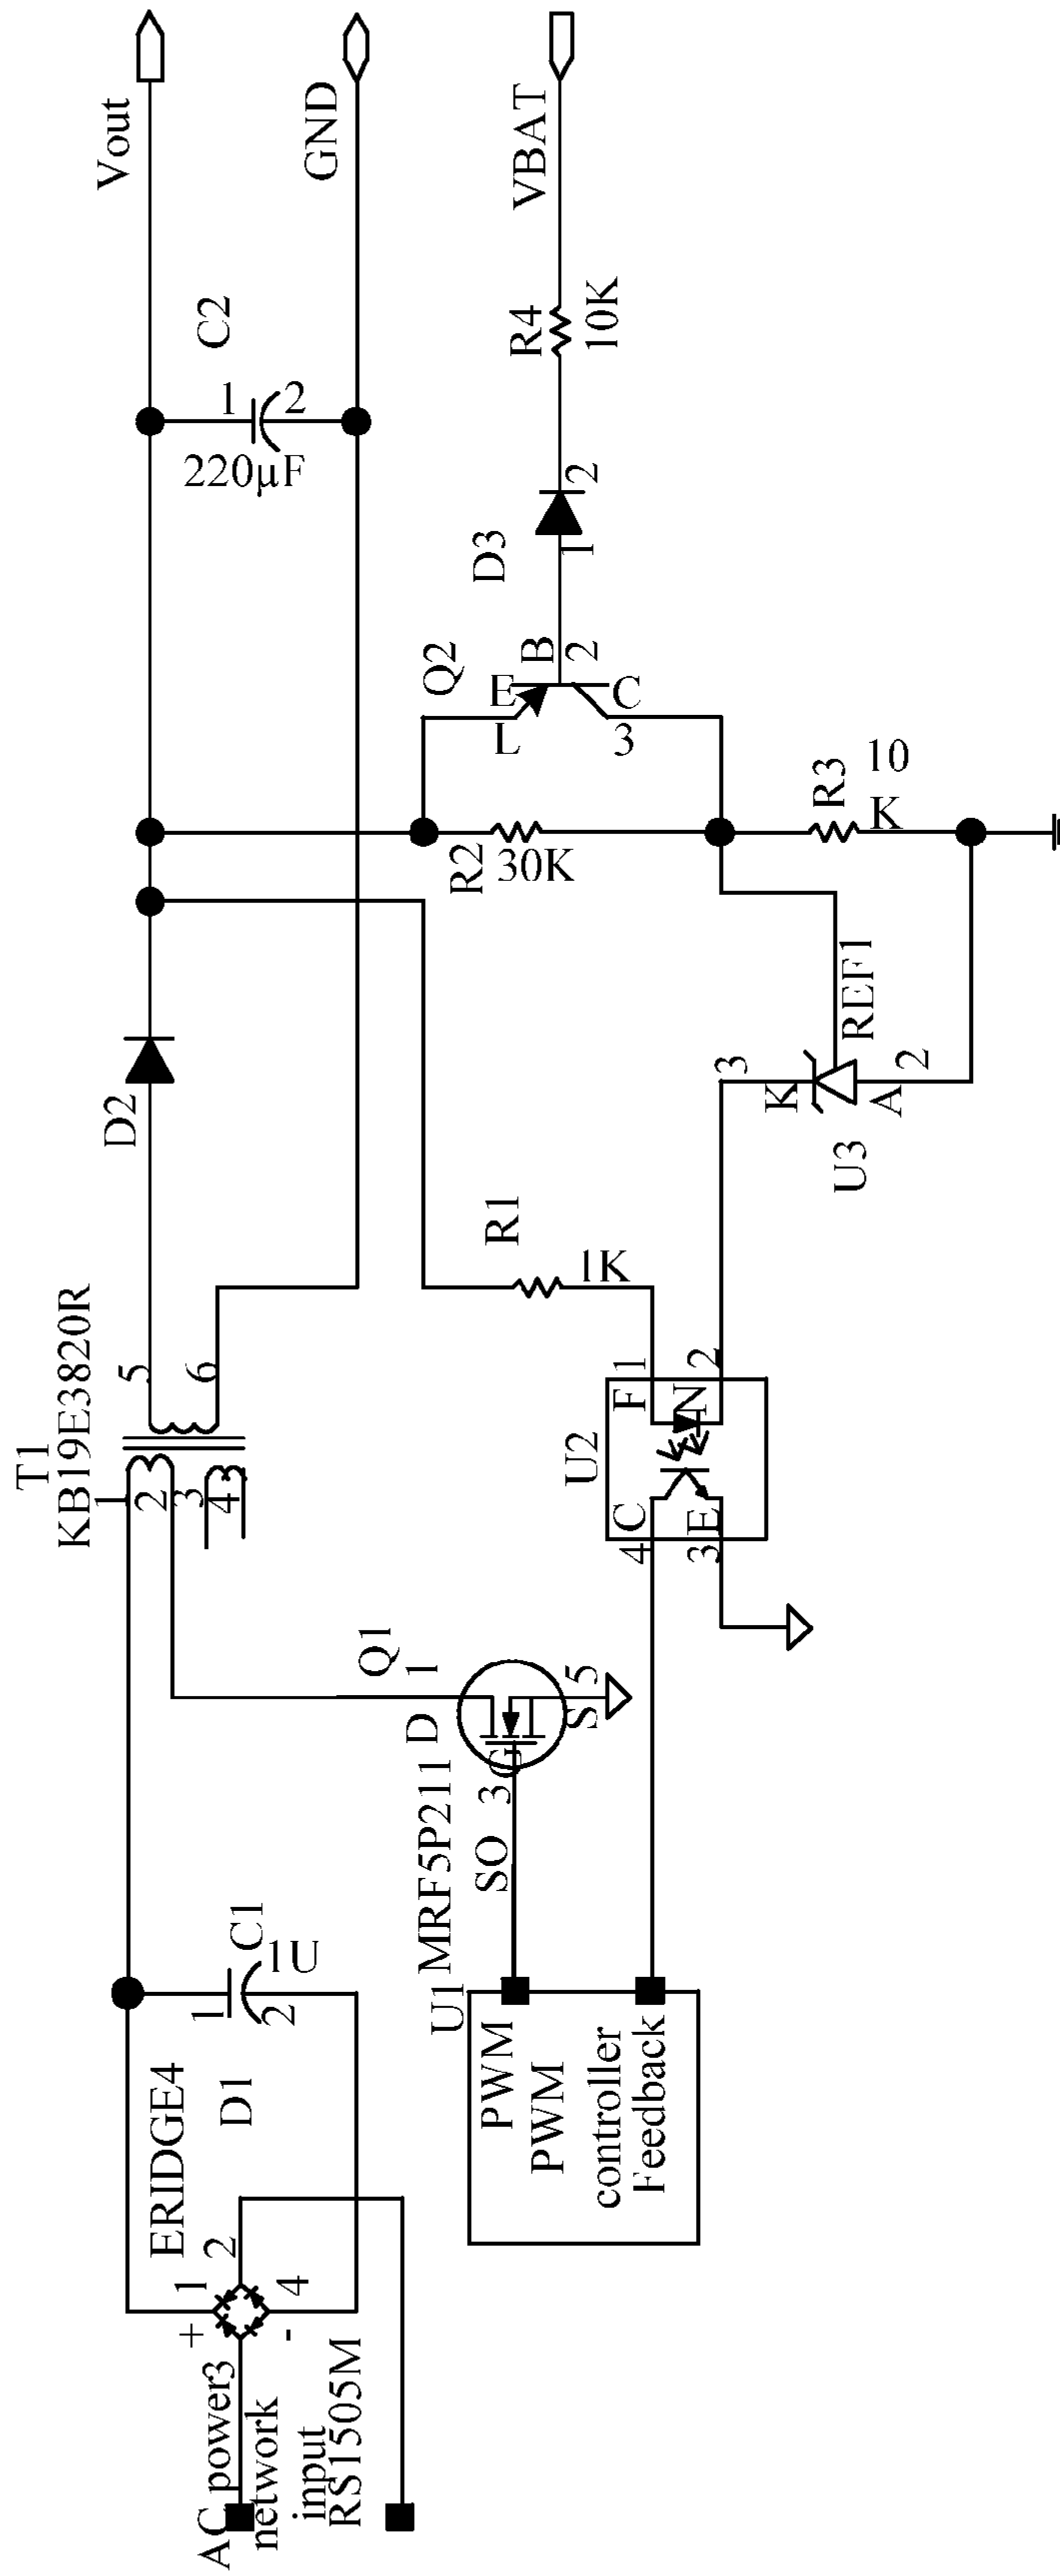 T1
KB19E3820R
1
2
3
4
5
6
D2
Vout
C2
1
2
220μF
GND
ERIDGE4
D1
1
2
+
3
4
-
C1
1
2
1U
AC power
network
input
RS1505M
Q1
D
1
MRF5P211
SO
3
G
S
5
U1
PWM
PWM
controller
Feedback
U2
4
C
3
E
F
1
N
2
R1
1K
R2
30K
Q2
E
L
B
2
C
3
D3
1
2
R4
10K
VBAT
R3
10
K
3
K
REF1
A
2
U3